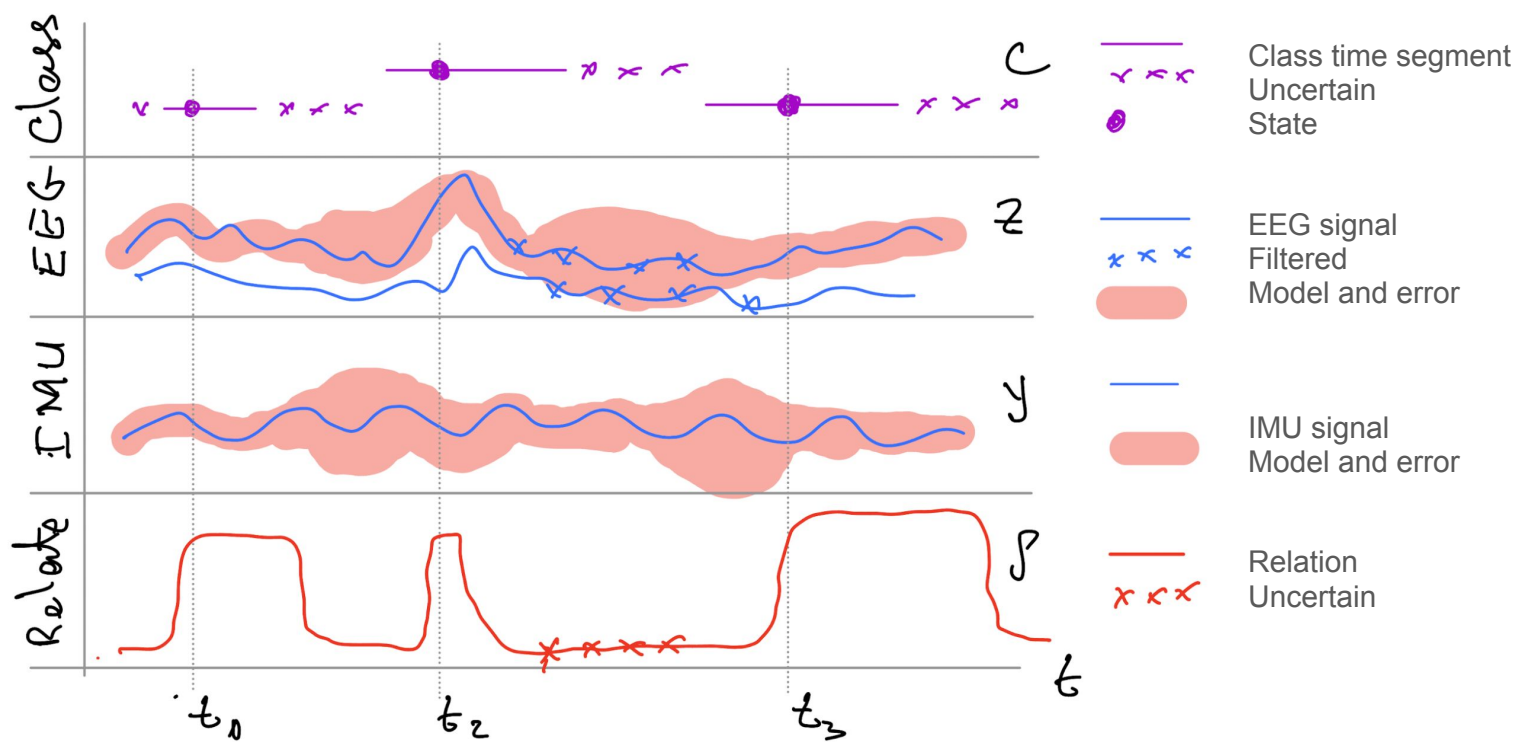 Class
C
EEG
Z
IMU
y
Relate
ρ
t
t₁
t₂
t₃
Class time segment
Uncertain
State
EEG signal
Filtered
Model and error
IMU signal
Model and error
Relation
Uncertain